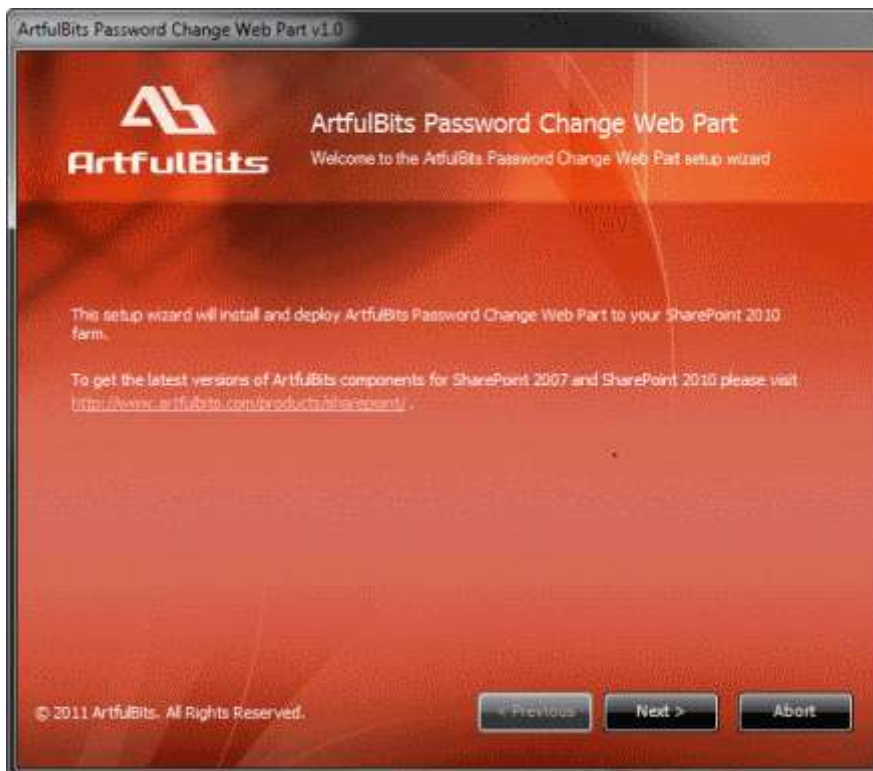 ArtfulBits Password Change Web Part v1.0
ArtfulBits
ArtfulBits Password Change Web Part
Welcome to the ArtfulBits Password Change Web Part setup wizard
This setup wizard will install and deploy ArtfulBits Password Change Web Part to your SharePoint 2010
farm.
To get the latest versions of ArtfulBits components for SharePoint 2007 and SharePoint 2010 please visit
http://www.artfulbits.com/products/sharepoint/ .
© 2011 ArtfulBits. All Rights Reserved.
< Previous
Next >
Abort